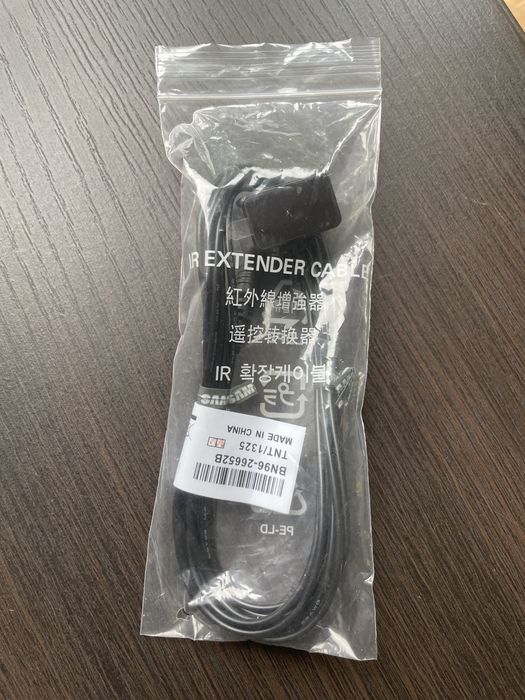 IR EXTENDER CABLE
紅外線增強器
遥控转换器
IR 확장케이블
BN96-26652B
TNT/1325
MADE IN CHINA
PE-LD